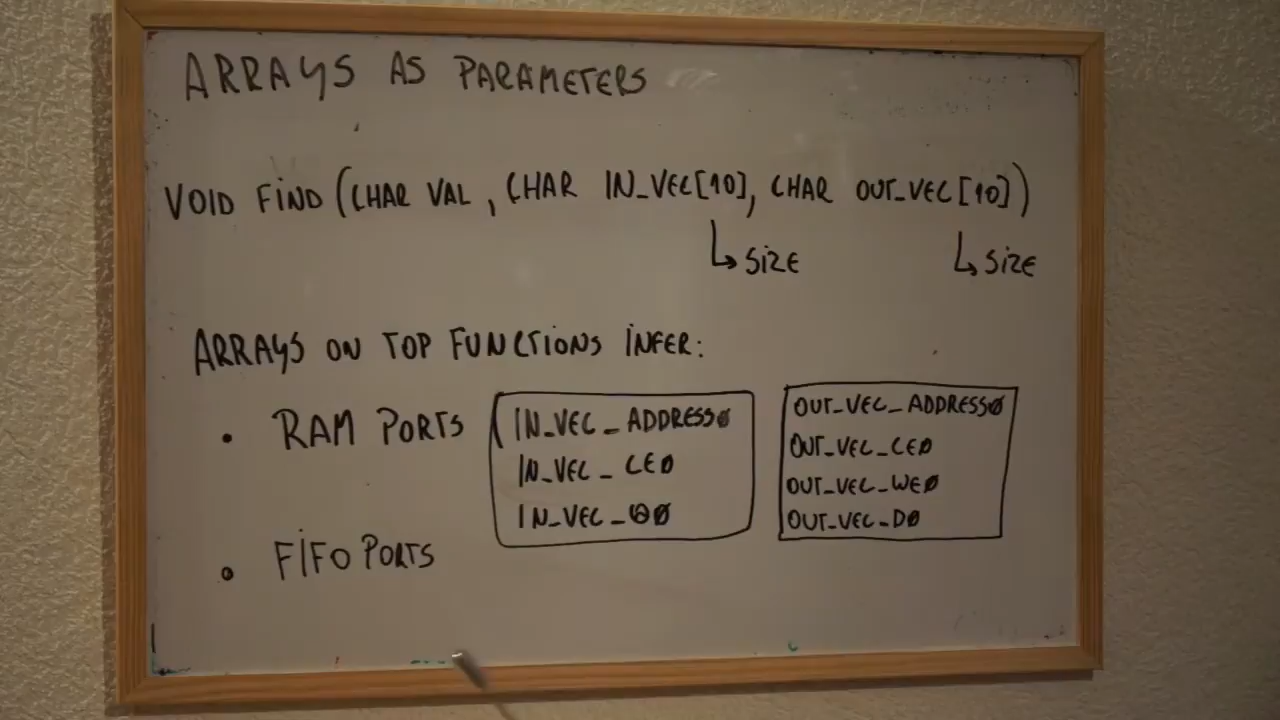 ARRAYS AS PARAMETERS
VOID FIND (CHAR VAL, CHAR IN_VEC[10], CHAR OUT_VEC[10])
↳ SIZE ↳ SIZE
ARRAYS ON TOP FUNCTIONS INFER:
• RAM PORTS
IN_VEC_ADDRESS0
IN_VEC_CE0
IN_VEC_Q0
OUT_VEC_ADDRESS0
OUT_VEC_CE0
OUT_VEC_WE0
OUT_VEC_D0
• FIFO PORTS